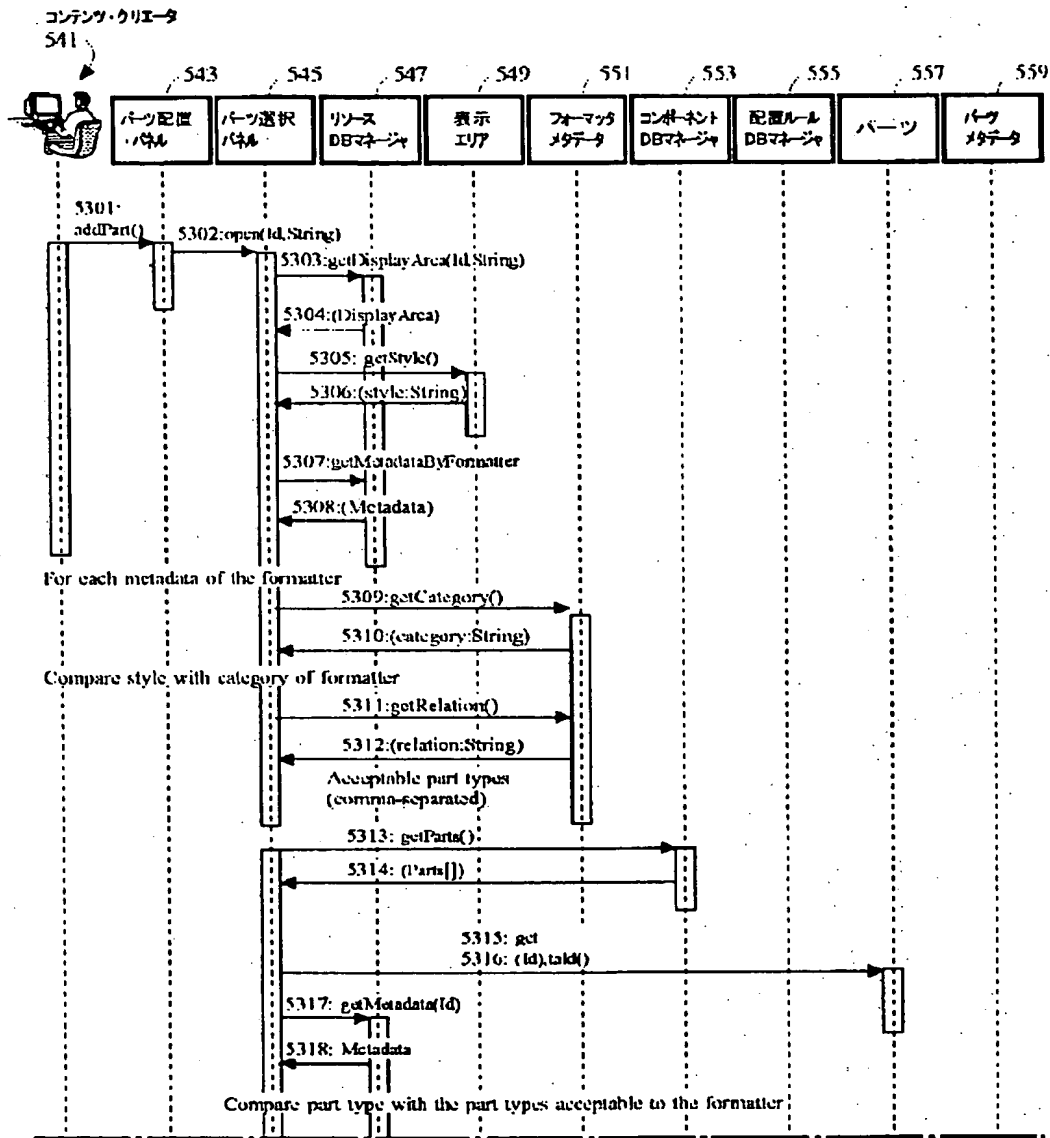 コンテンツ・クリエータ
541
543
545
547
549
551
553
555
557
559
パーツ配置
・パネル
パーツ選択
パネル
リソース
DBマネージャ
表示
エリア
フォーマッタ
メタデータ
コンポーネント
DBマネージャ
配置ルール
DBマネージャ
パーツ
パーツ
メタデータ
5301:
addPart()
5302:open(Id,String)
5303:getDisplayArea(Id,String)
5304:(DisplayArea)
5305: getStyle()
5306:(style:String)
5307:getMetadataByFormatter
5308:(Metadata)
For each metadata of the formatter
5309:getCategory()
5310:(category:String)
Compare style with category of formatter
5311:getRelation()
5312:(relation:String)
Acceptable part types
(comma-separated)
5313: getParts()
5314: (Parts[])
5315: get
5316: (Id)
5317: getMetadata(Id)
5318: Metadata
Compare part type with the part types acceptable to the formatter